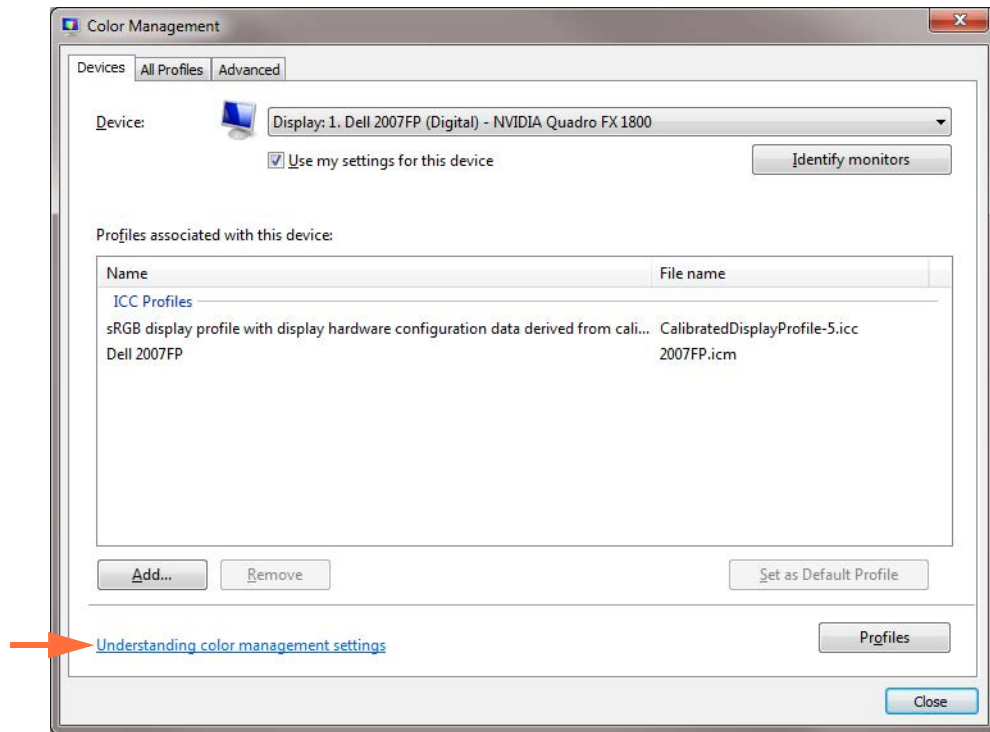 Color Management
Devices All Profiles Advanced
Device: Display: 1. Dell 2007FP (Digital) - NVIDIA Quadro FX 1800
Use my settings for this device Identify monitors
Profiles associated with this device:
Name File name
ICC Profiles
sRGB display profile with display hardware configuration data derived from cali... CalibratedDisplayProfile-5.icc
Dell 2007FP 2007FP.icm
Add... Remove Set as Default Profile
Understanding color management settings Profiles
Close